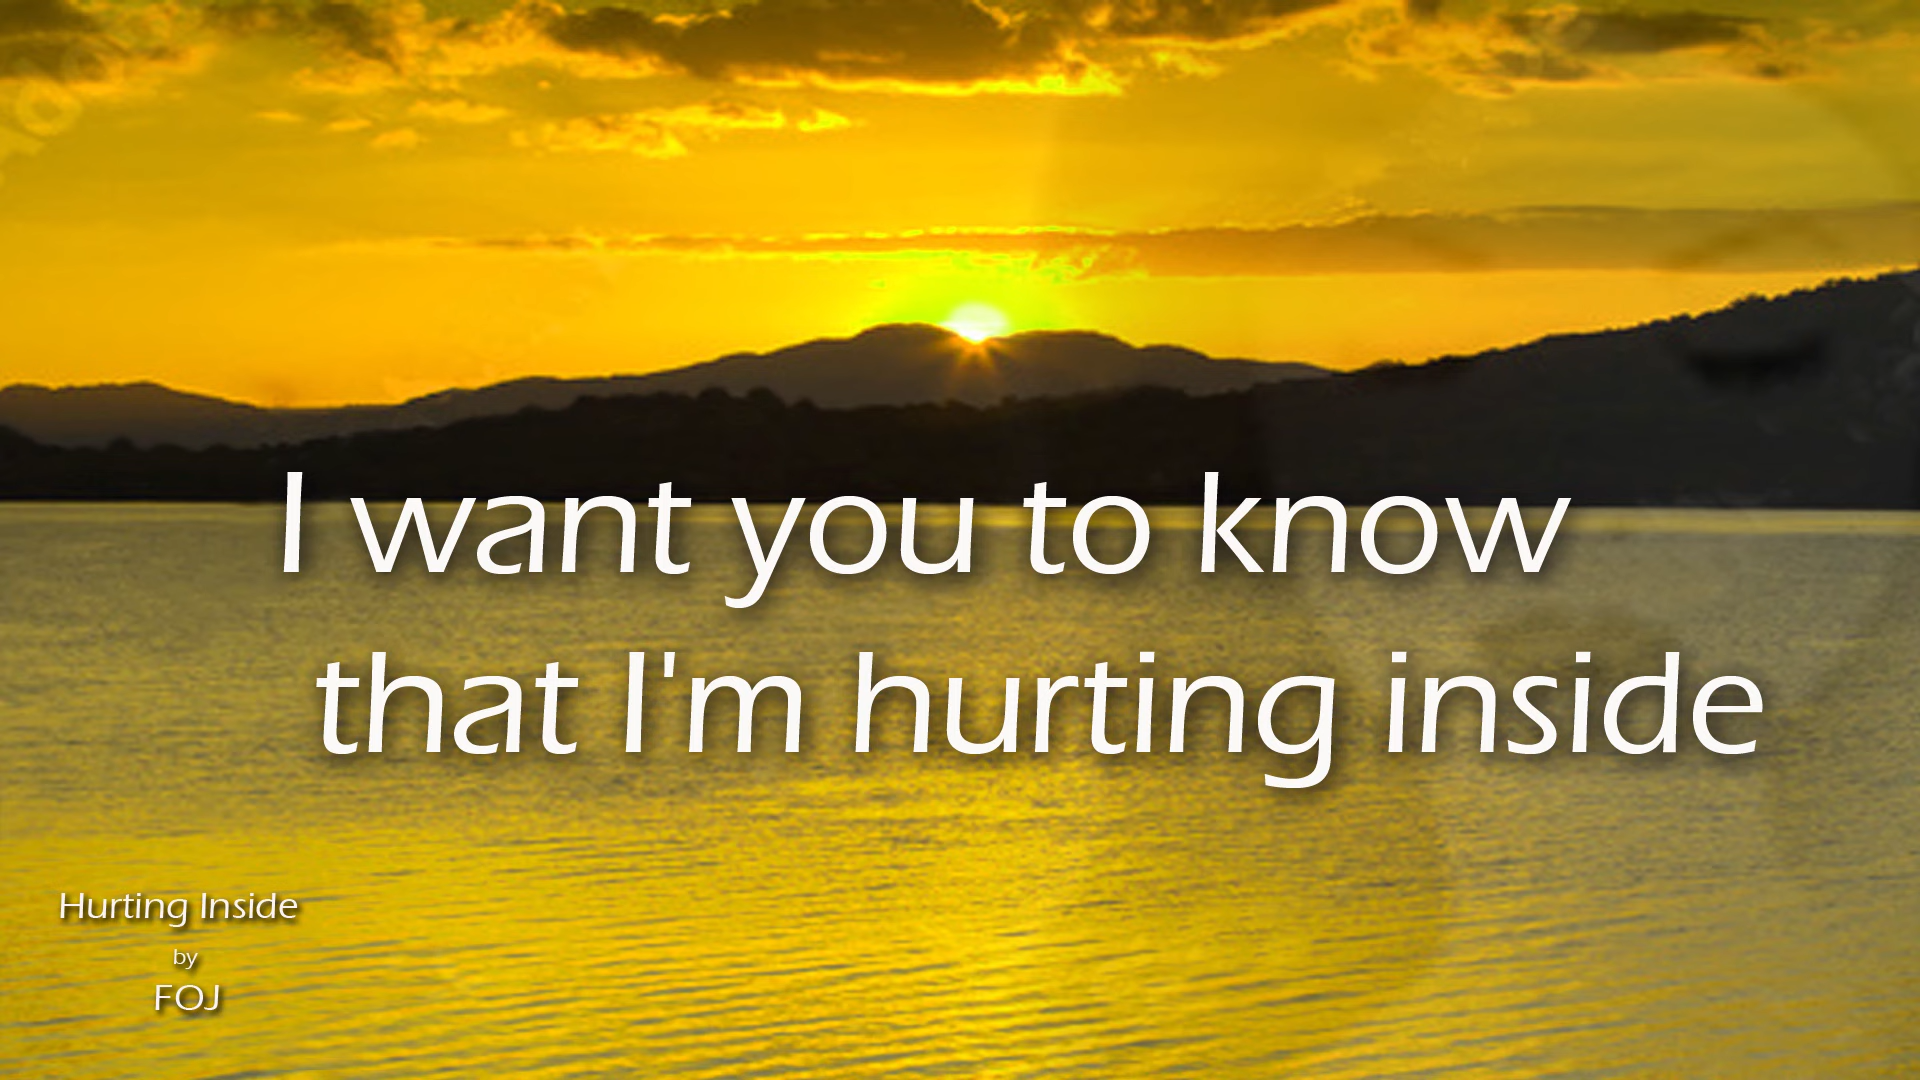 I want you to know
that I'm hurting inside
Hurting Inside
by
FOJ